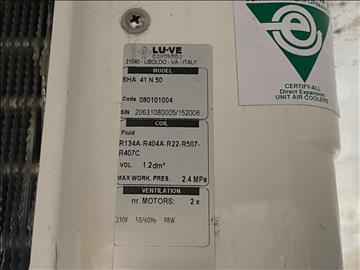 LU-VE
CONTARDO
21040 - UBOLDO - VA - ITALY
MODEL
SHA 41 N 50
Code 080101004
S/N 20631080005/152006
COIL
Fluid
R134A-R404A-R22-R507-
R407C
VOL. 1.2dm³
MAX WORK. PRES. 2.4 MPa
VENTILATION
nr. MOTORS: 2 x
230V 50/60Hz 98W
CERTIFY-ALL
Direct Expansion
UNIT AIR COOLERS